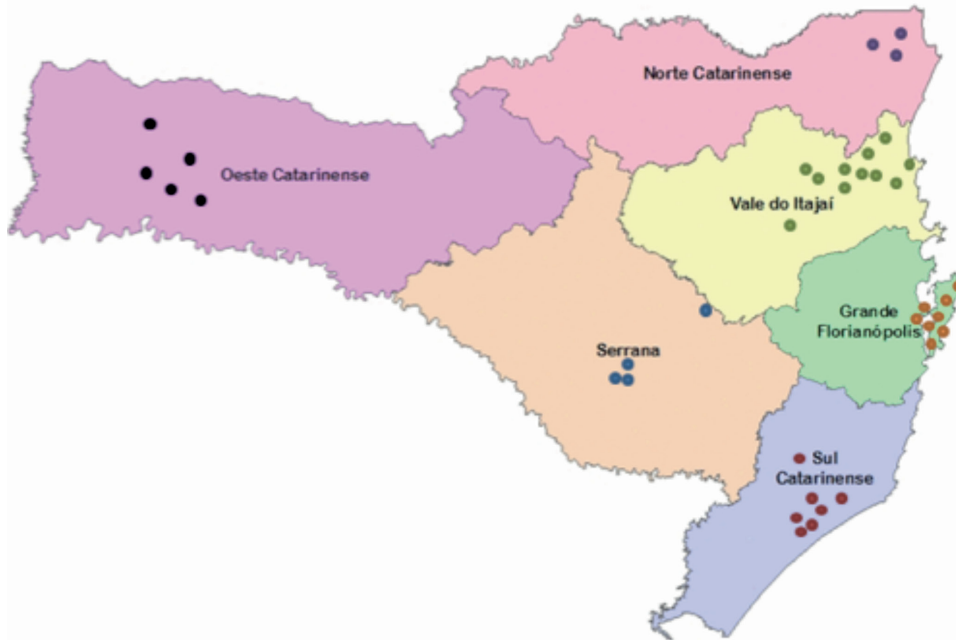 Norte Catarinense
Oeste Catarinense
Vale do Itajaí
Grande
Florianópolis
Serrana
Sul
Catarinense